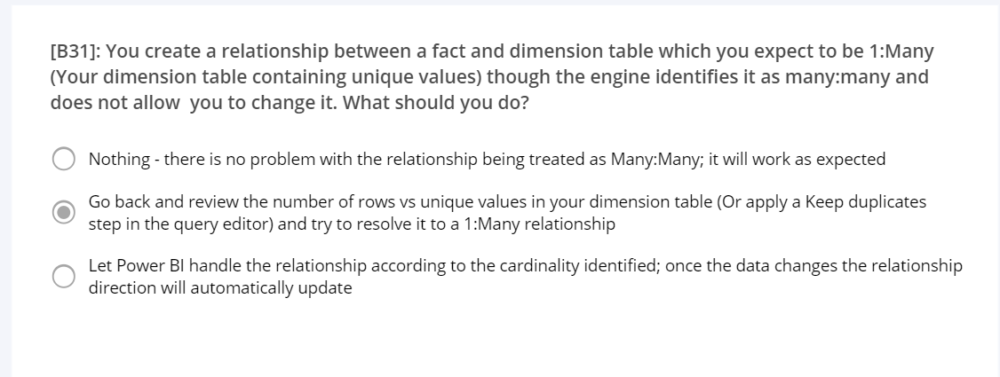 [B31]: You create a relationship between a fact and dimension table which you expect to be 1:Many
(Your dimension table containing unique values) though the engine identifies it as many:many and
does not allow  you to change it. What should you do?
Nothing - there is no problem with the relationship being treated as Many:Many; it will work as expected
Go back and review the number of rows vs unique values in your dimension table (Or apply a Keep duplicates
step in the query editor) and try to resolve it to a 1:Many relationship
Let Power BI handle the relationship according to the cardinality identified; once the data changes the relationship
direction will automatically update